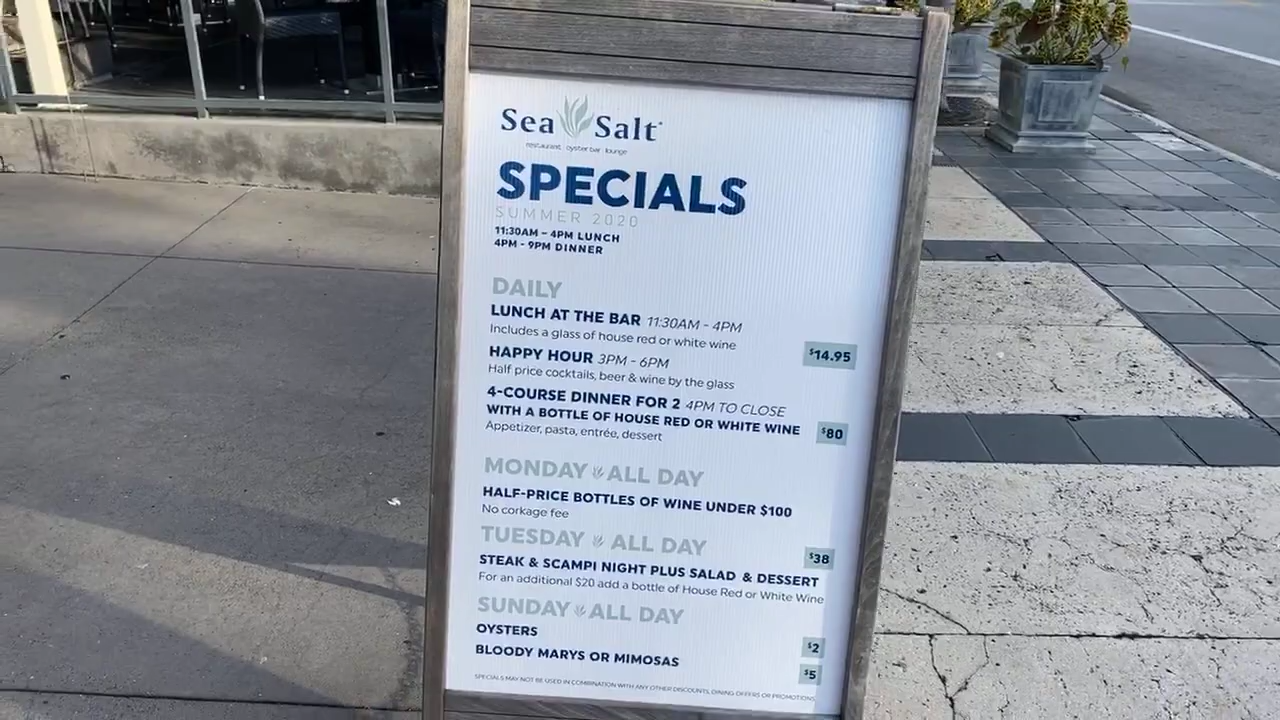 Sea Salt
restaurant oyster bar lounge
SPECIALS
SUMMER 2020
11:30AM – 4PM LUNCH
4PM - 9PM DINNER
DAILY
LUNCH AT THE BAR 11:30AM - 4PM
Includes a glass of house red or white wine
$14.95
HAPPY HOUR 3PM - 6PM
Half price cocktails, beer & wine by the glass
4-COURSE DINNER FOR 2 4PM TO CLOSE
WITH A BOTTLE OF HOUSE RED OR WHITE WINE
$80
Appetizer, pasta, entrée, dessert
MONDAY ALL DAY
HALF-PRICE BOTTLES OF WINE UNDER $100
No corkage fee
TUESDAY ALL DAY
$38
STEAK & SCAMPI NIGHT PLUS SALAD & DESSERT
For an additional $20 add a bottle of House Red or White Wine
SUNDAY ALL DAY
OYSTERS
$2
BLOODY MARYS OR MIMOSAS
$5
SPECIALS MAY NOT BE USED IN COMBINATION WITH ANY OTHER DISCOUNTS, DINING OFFERS OR PROMOTIONS